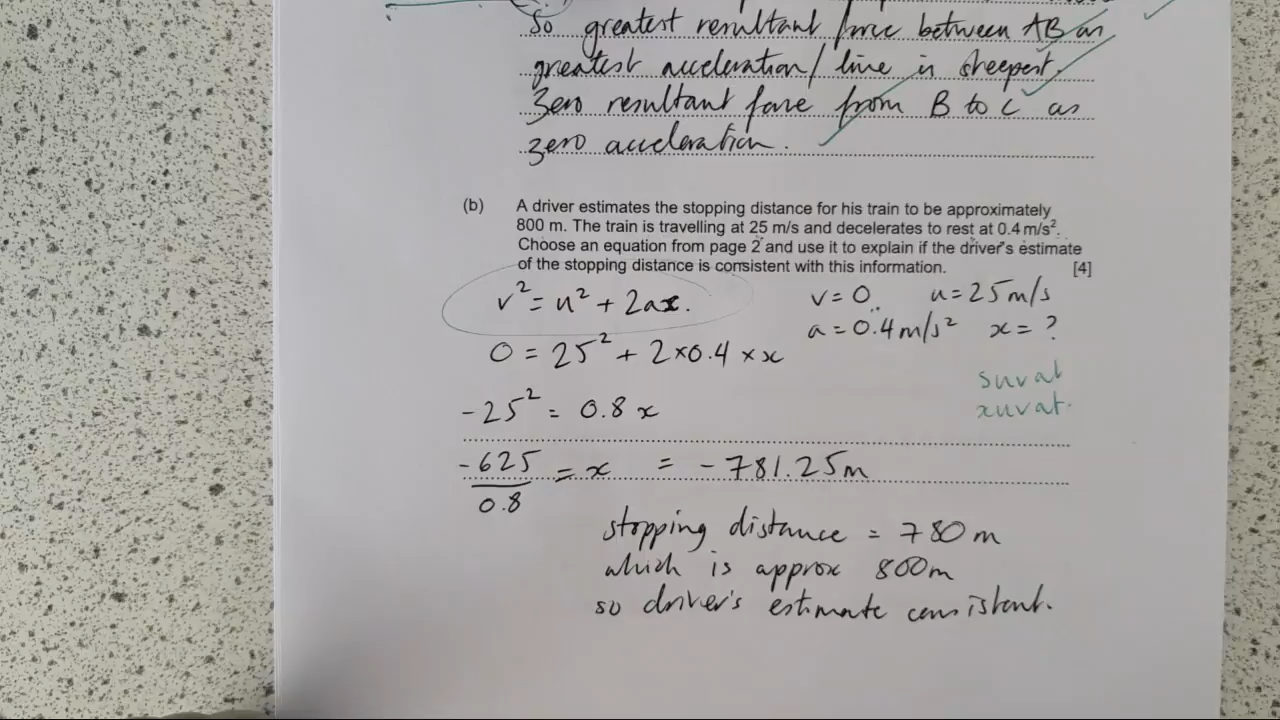 So greatest resultant force between AB as
greatest acceleration/ line is steepest.
Zero resultant force from B to C as
zero acceleration.
(b) A driver estimates the stopping distance for his train to be approximately
800 m. The train is travelling at 25 m/s and decelerates to rest at 0.4 m/s².
Choose an equation from page 2 and use it to explain if the driver's estimate
of the stopping distance is consistent with this information. [4]
v² = u² + 2ax. v = 0. u = 25 m/s
a = 0.4 m/s² x = ?
0 = 25² + 2 × 0.4 × x
suvat
xuvat.
-25² = 0.8 x
-625/0.8 = x = -781.25m
stopping distance = 780 m
which is approx 800m
so driver's estimate consistent.